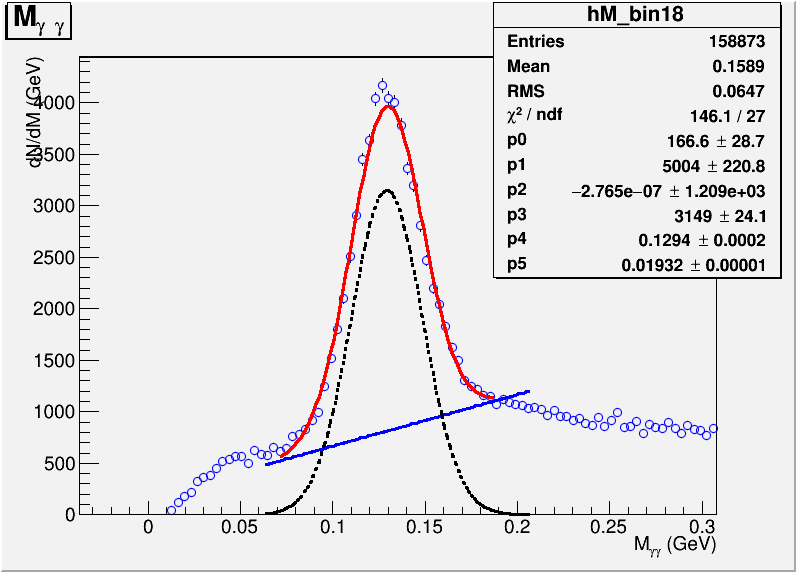 M_γ γ
hM_bin18
Entries 158873
Mean 0.1589
RMS 0.0647
χ² / ndf 146.1 / 27
p0 166.6 ± 28.7
p1 5004 ± 220.8
p2 −2.765e−07 ± 1.209e+03
p3 3149 ± 24.1
p4 0.1294 ± 0.0002
p5 0.01932 ± 0.00001
dN/dM (GeV)
4000
3500
3000
2500
2000
1500
1000
500
0
0 0.05 0.1 0.15 0.2 0.25 0.3
M_γγ (GeV)